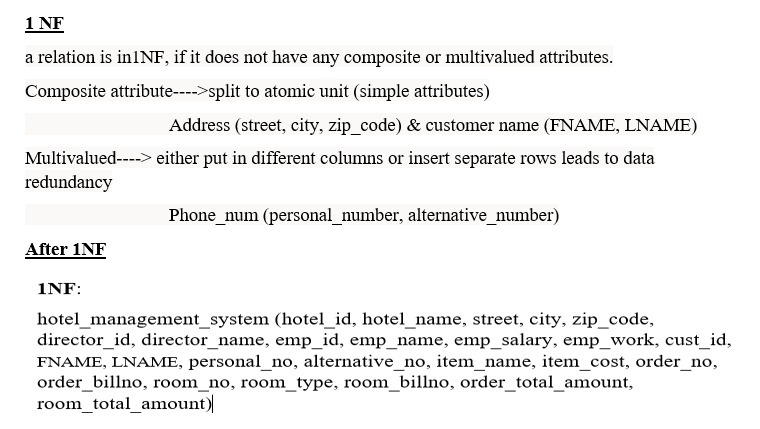 1 NF
a relation is in1NF, if it does not have any composite or multivalued attributes.
Composite attribute---->split to atomic unit (simple attributes)
Address (street, city, zip_code) & customer name (FNAME, LNAME)
Multivalued----> either put in different columns or insert separate rows leads to data
redundancy
Phone_num (personal_number, alternative_number)
After 1NF
1NF:
hotel_management_system (hotel_id, hotel_name, street, city, zip_code,
director_id, director_name, emp_id, emp_name, emp_salary, emp_work, cust_id,
FNAME, LNAME, personal_no, alternative_no, item_name, item_cost, order_no,
order_billno, room_no, room_type, room_billno, order_total_amount,
room_total_amount)